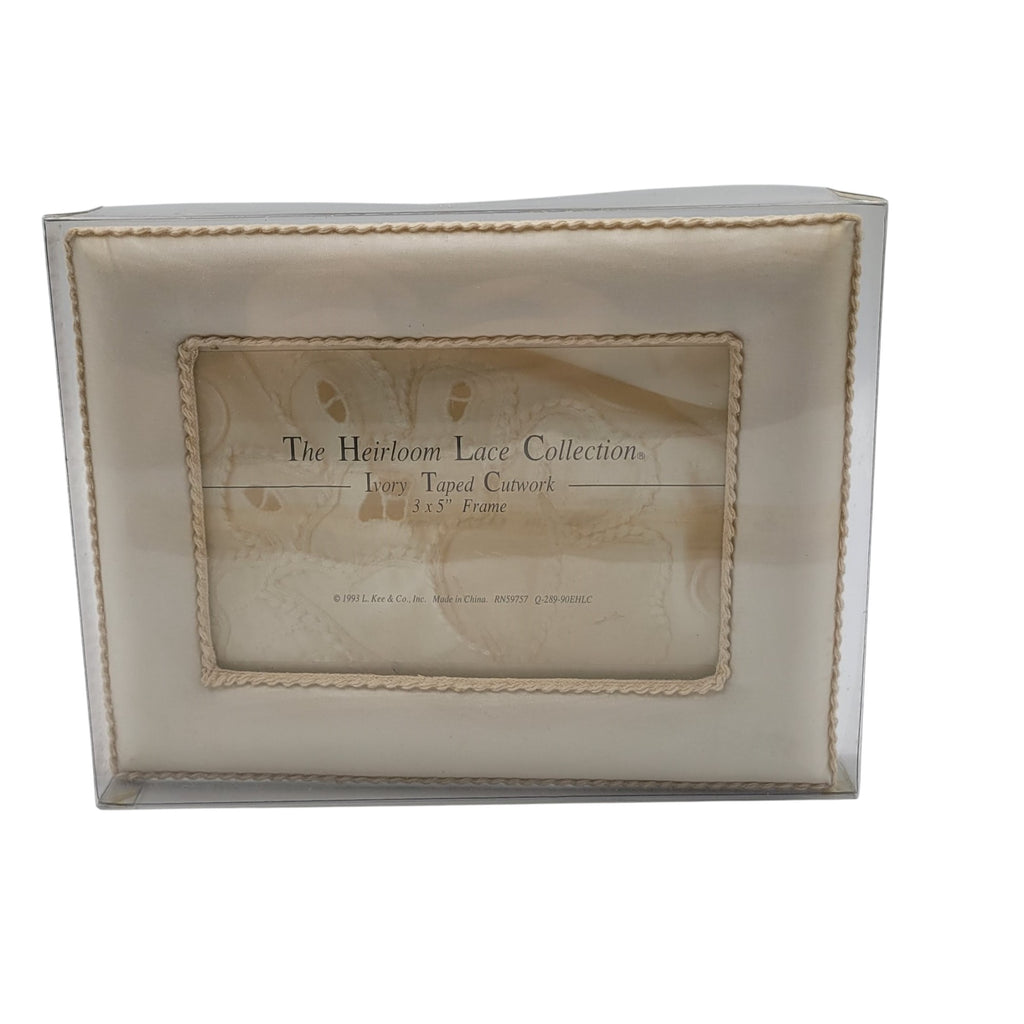 The Heirloom Lace Collection®
Ivory Taped Cutwork
3 x 5" Frame
© 1993 L. Kee & Co., Inc. Made in China. RN59757 Q-289-90EHLC